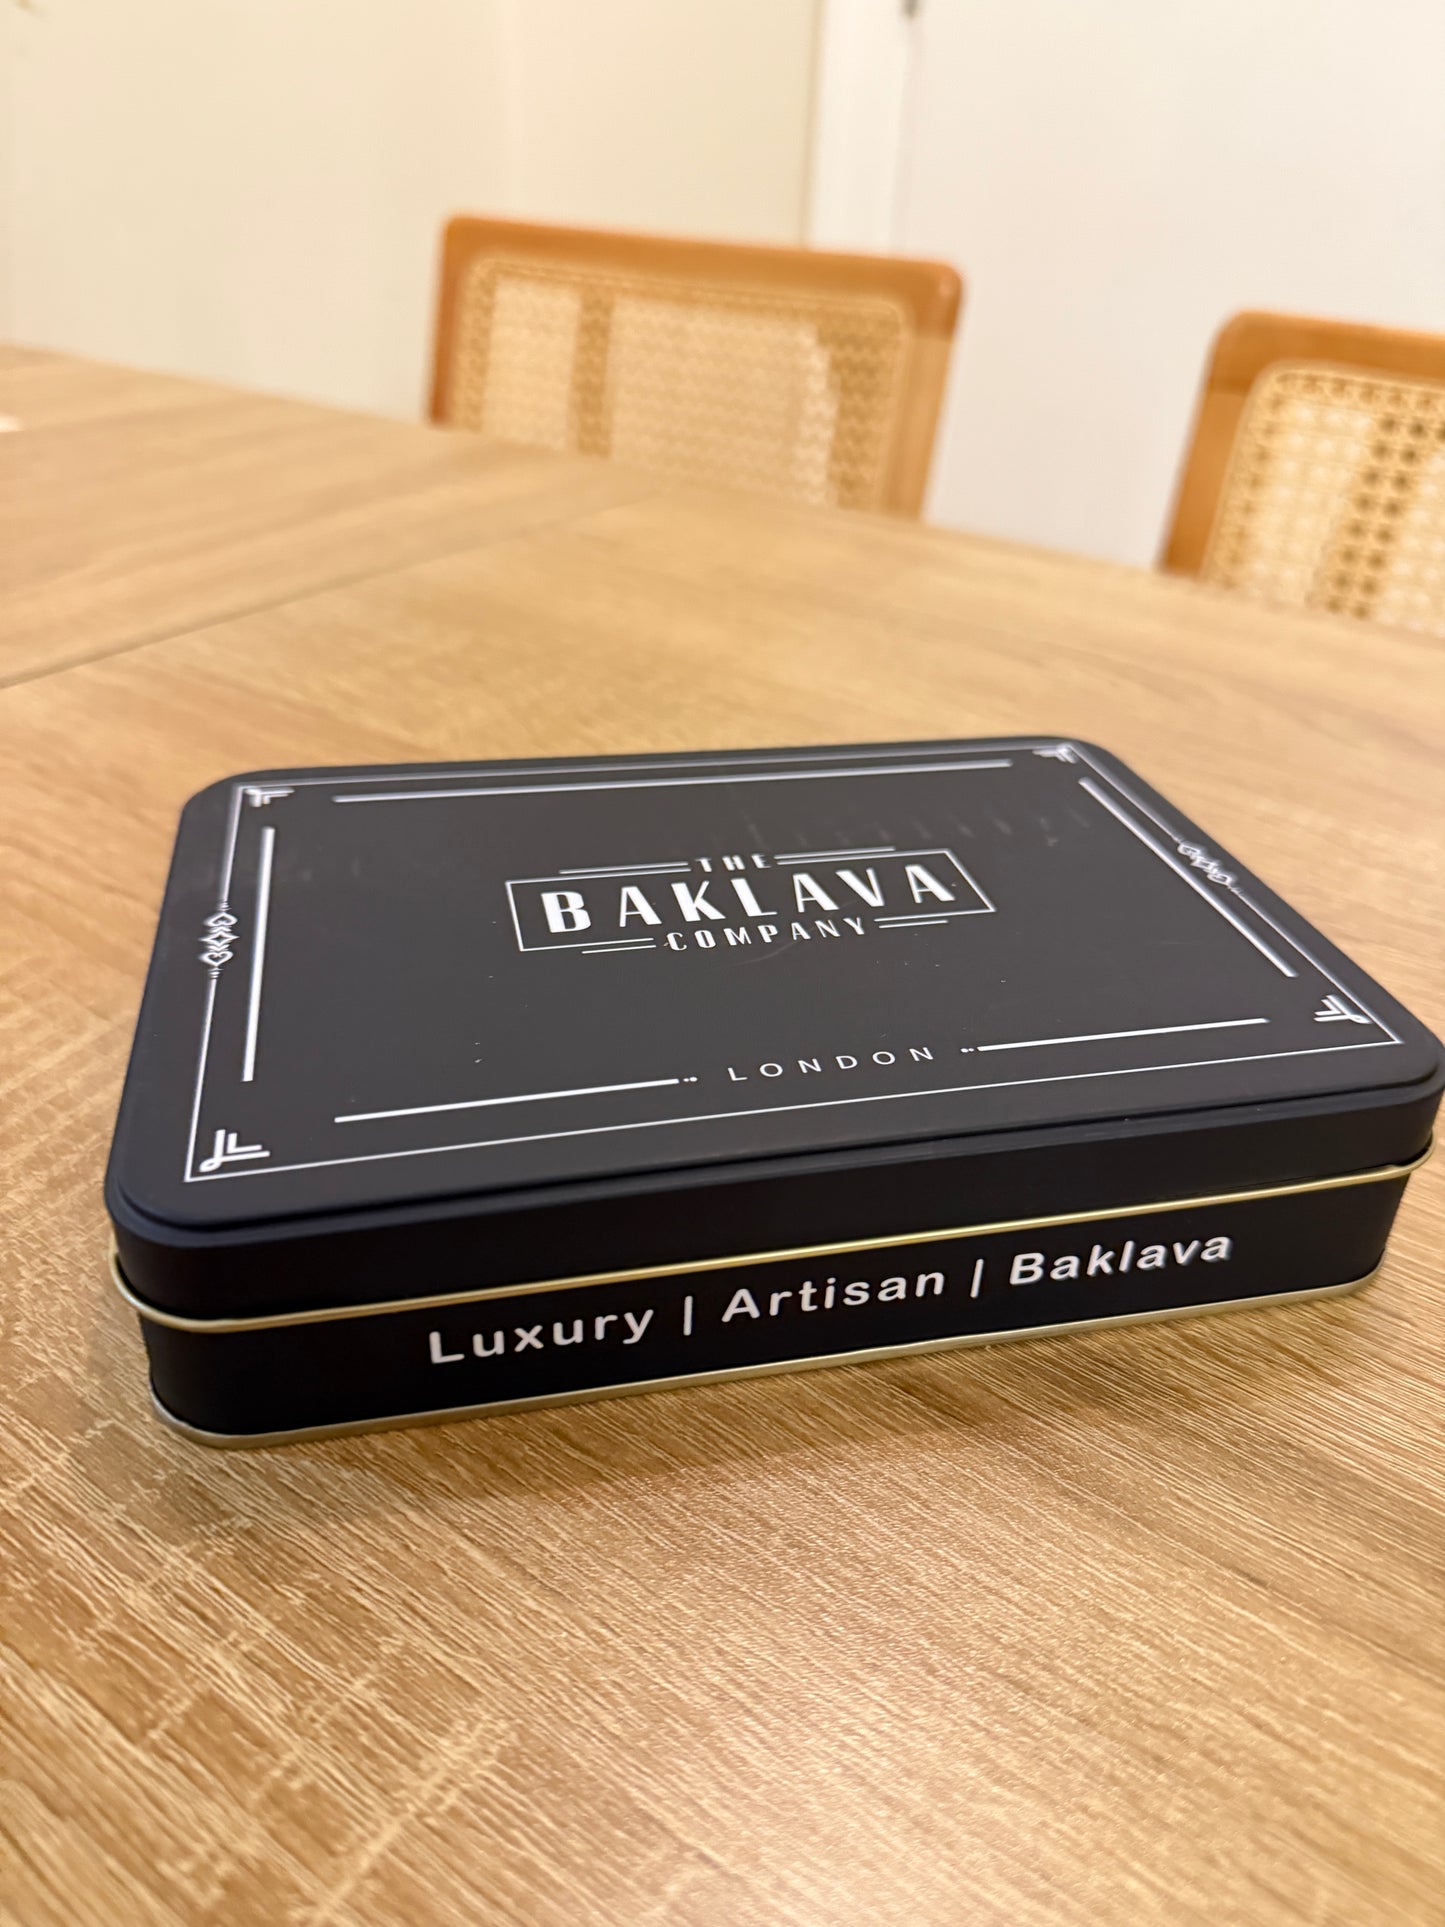 THE
BAKLAVA
COMPANY
LONDON
Luxury | Artisan | Baklava